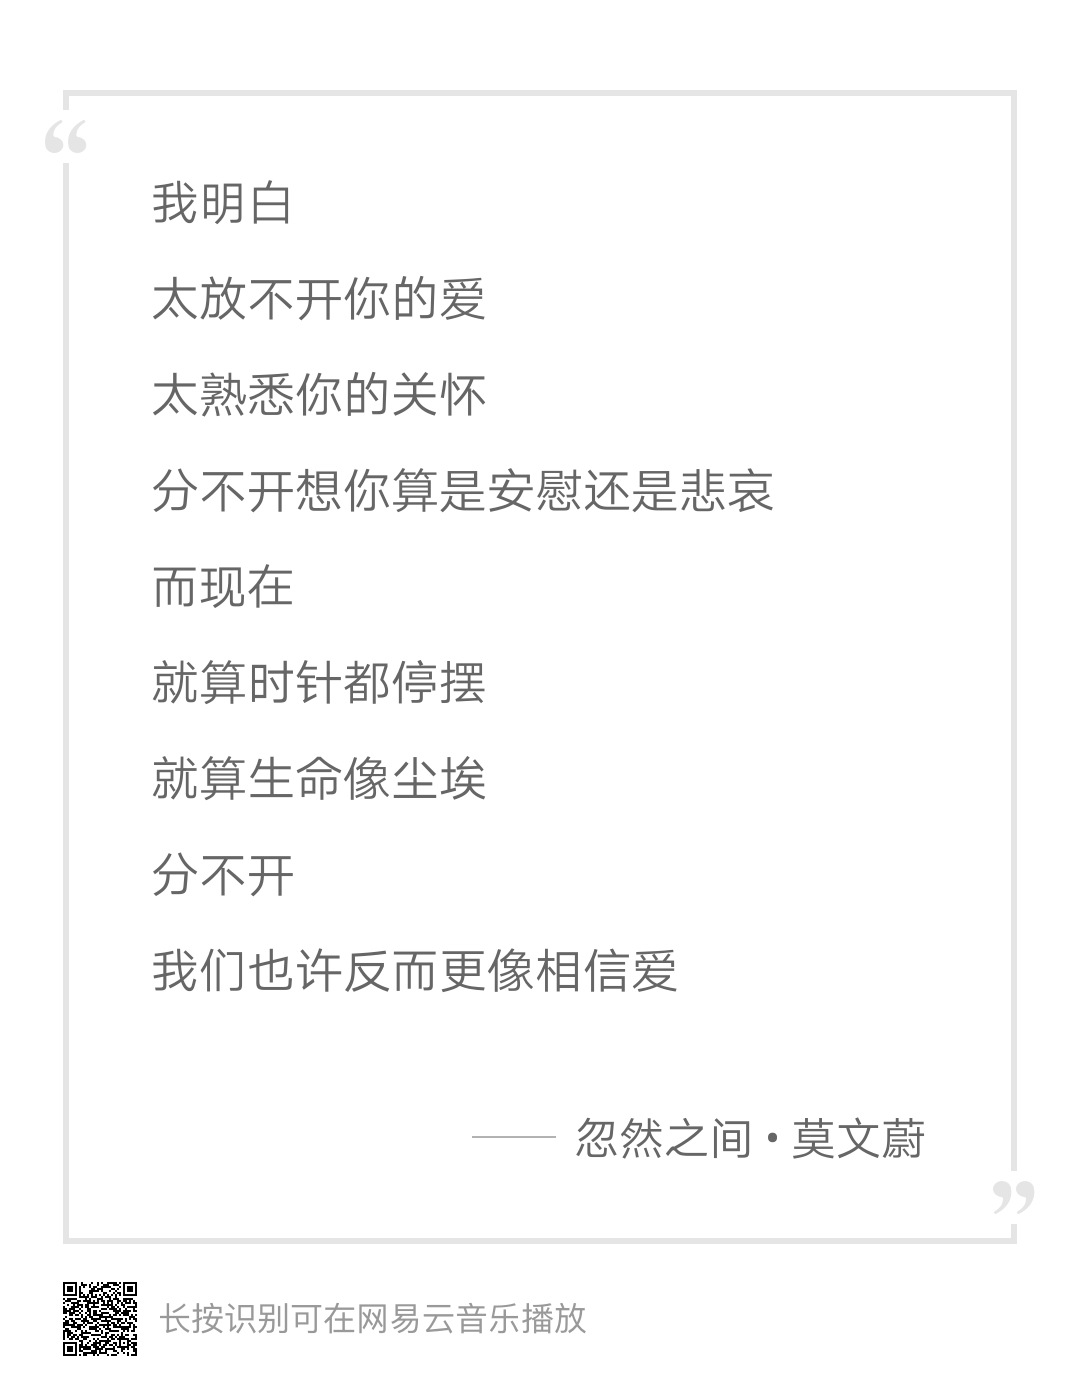 “
我明白
太放不开你的爱
太熟悉你的关怀
分不开想你算是安慰还是悲哀
而现在
就算时针都停摆
就算生命像尘埃
分不开
我们也许反而更像相信爱
—— 忽然之间·莫文蔚
”
长按识别可在网易云音乐播放